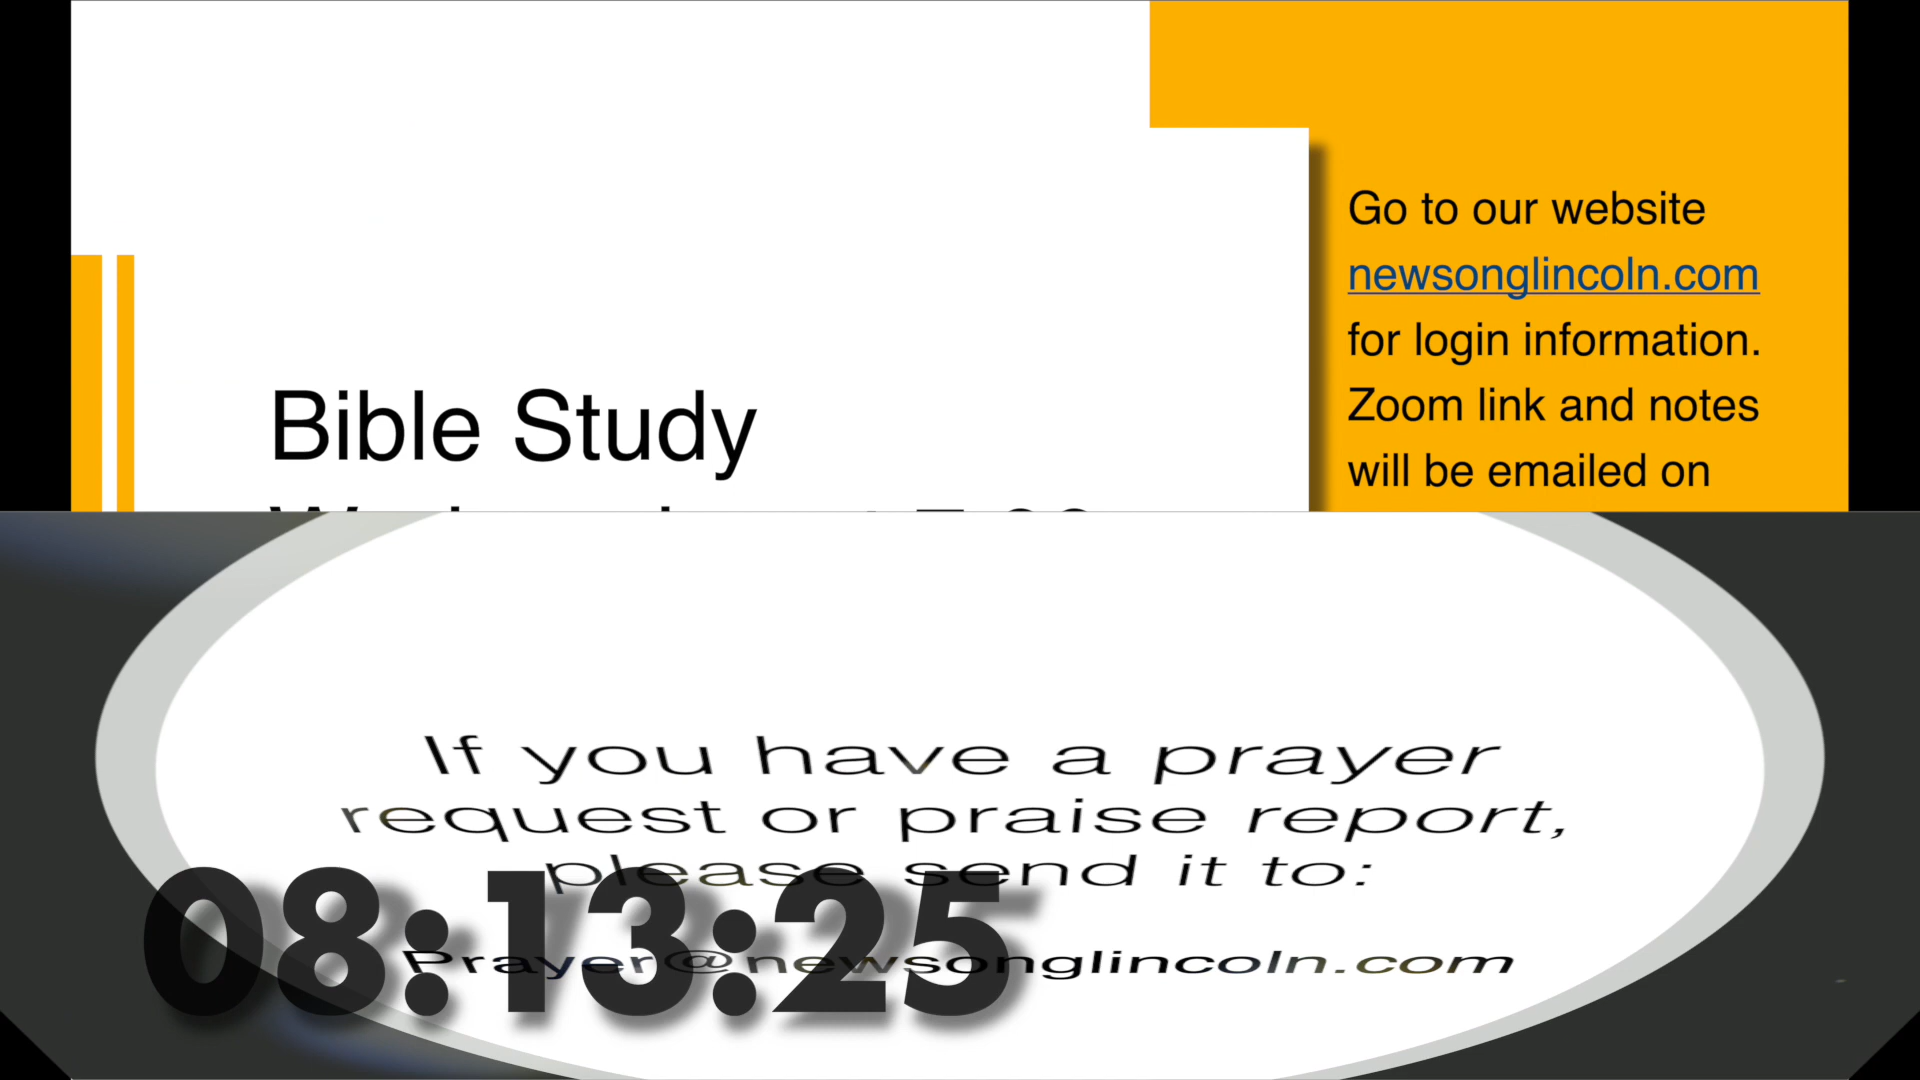 Bible Study
Go to our website
newsonglincoln.com
for login information.
Zoom link and notes
will be emailed on
If you have a prayer
request or praise report,
please send it to:
Prayer@newsonglincoln.com
08:13:25